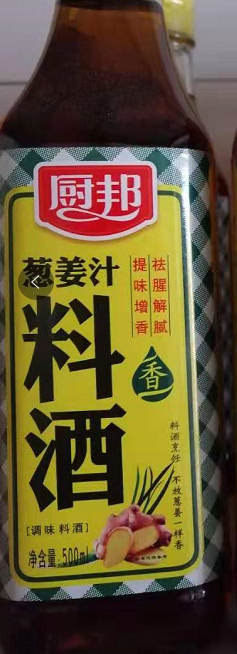 厨邦
葱姜汁
料酒
祛腥解腻
提味增香
香
料酒烹饪,不放葱姜一样香
[调味料酒]
净含量:500ml